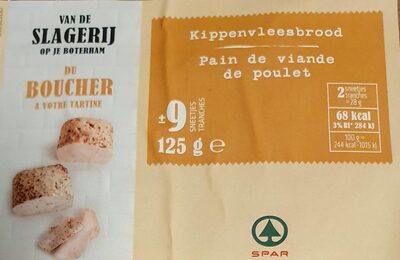 VAN DE
SLAGERIJ
OP JE BOTERHAM
DU
BOUCHER
A VOTRE TARTINE
Kippenvleesbrood
Pain de viande
de poulet
±9 SNEETJES
TRANCHES
125 g e
2 sneetjes
tranches
=28 g
68 kcal
3% RI* 284 kJ
100 g =
244 kcal-1015 kJ
SPAR